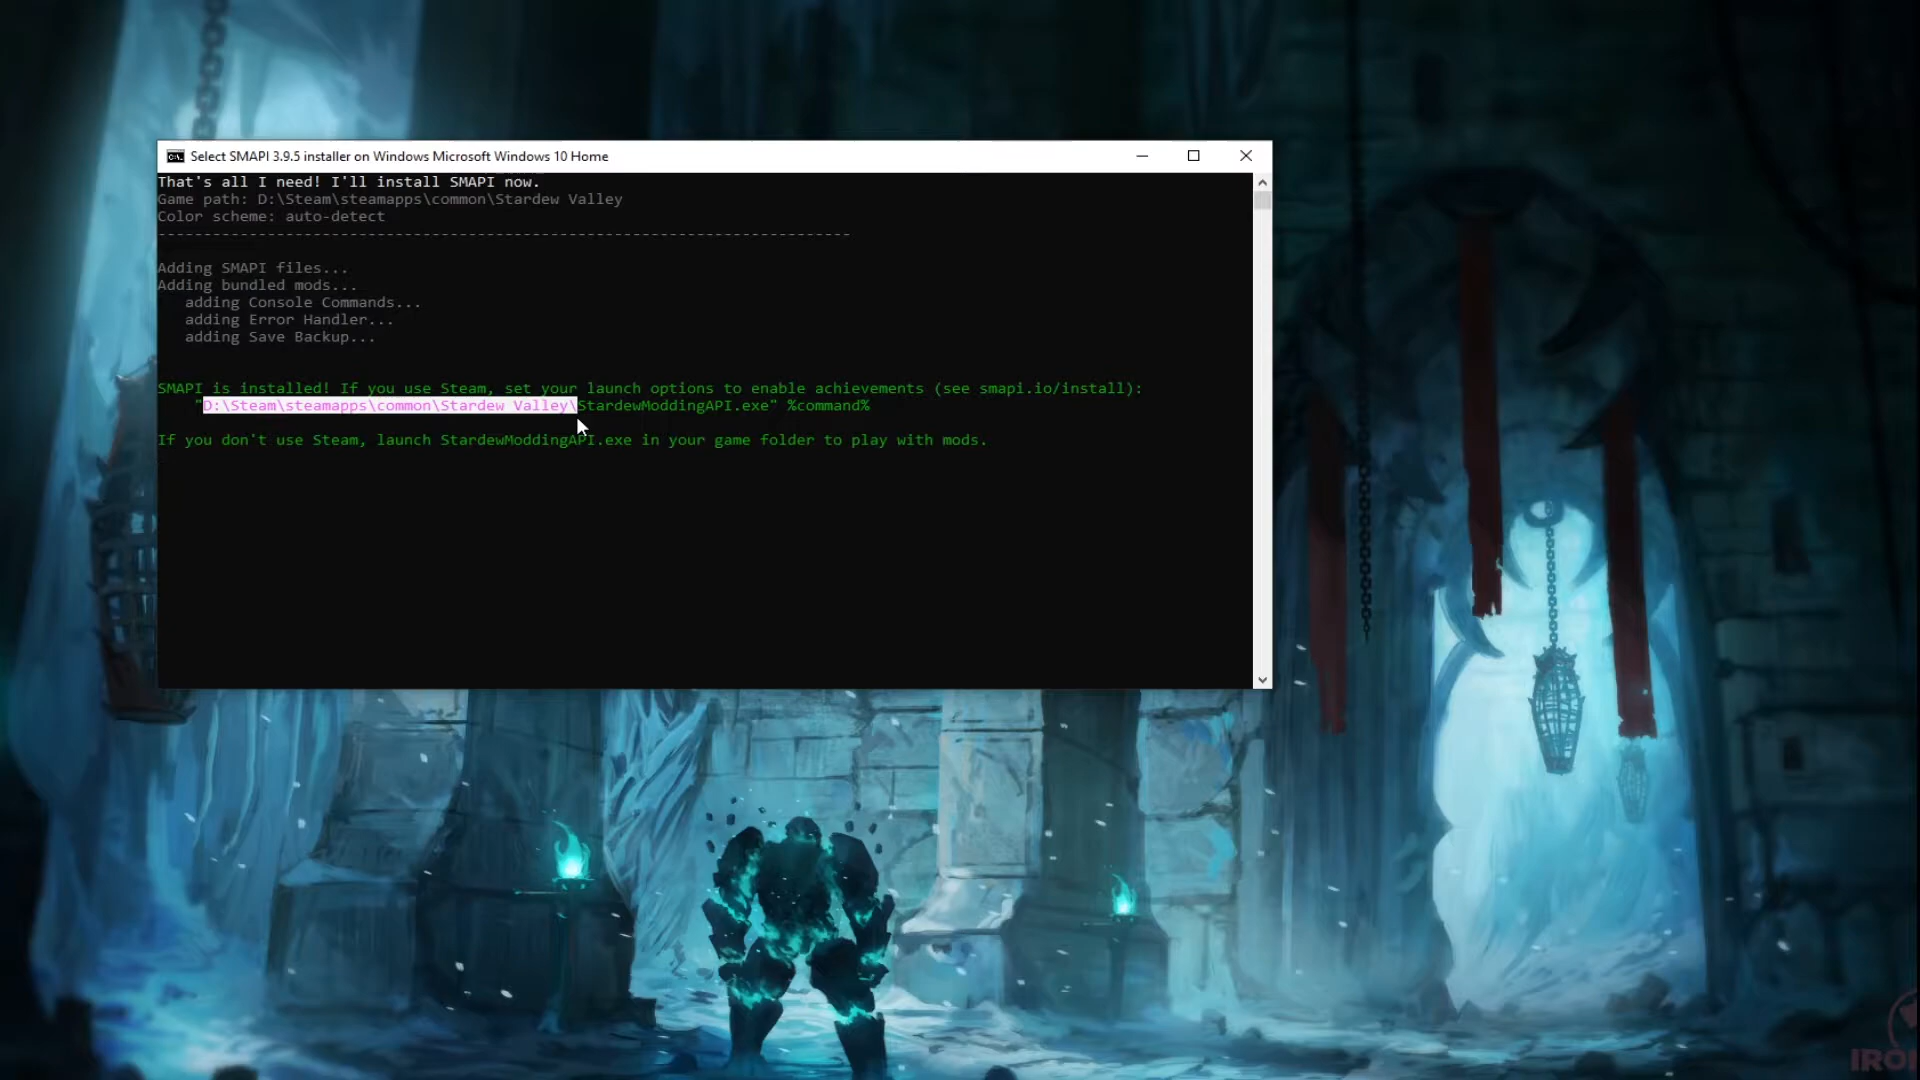 Select SMAPI 3.9.5 installer on Windows Microsoft Windows 10 Home
That's all I need! I'll install SMAPI now.
Game path: D:\Steam\steamapps\common\Stardew Valley
Color scheme: auto-detect
----------------------------------------------------------------------------
Adding SMAPI files...
Adding bundled mods...
adding Console Commands...
adding Error Handler...
adding Save Backup...
SMAPI is installed! If you use Steam, set your launch options to enable achievements (see smapi.io/install):
"D:\Steam\steamapps\common\Stardew Valley\StardewModdingAPI.exe" %command%
If you don't use Steam, launch StardewModdingAPI.exe in your game folder to play with mods.